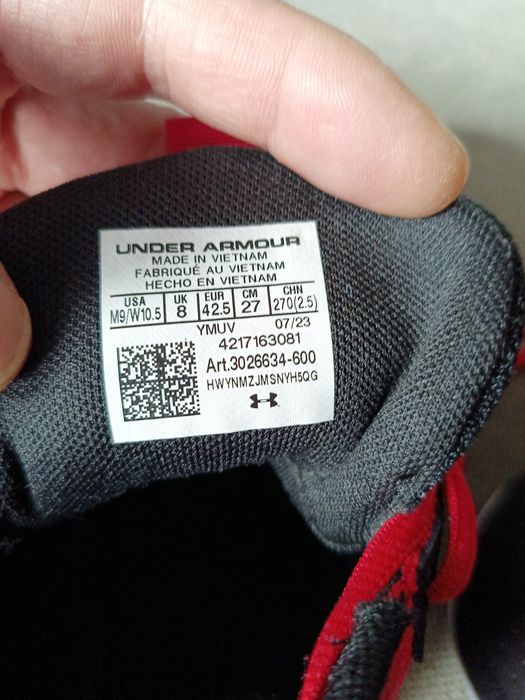 UNDER ARMOUR
MADE IN VIETNAM
FABRIQUÉ AU VIETNAM
HECHO EN VIETNAM
USA UK EUR CM CHN
M9/W10.5 8 42.5 27 270(2.5)
YMUV 07/23
4217163081
Art.3026634-600
HWYNMZJMSNYH5QG